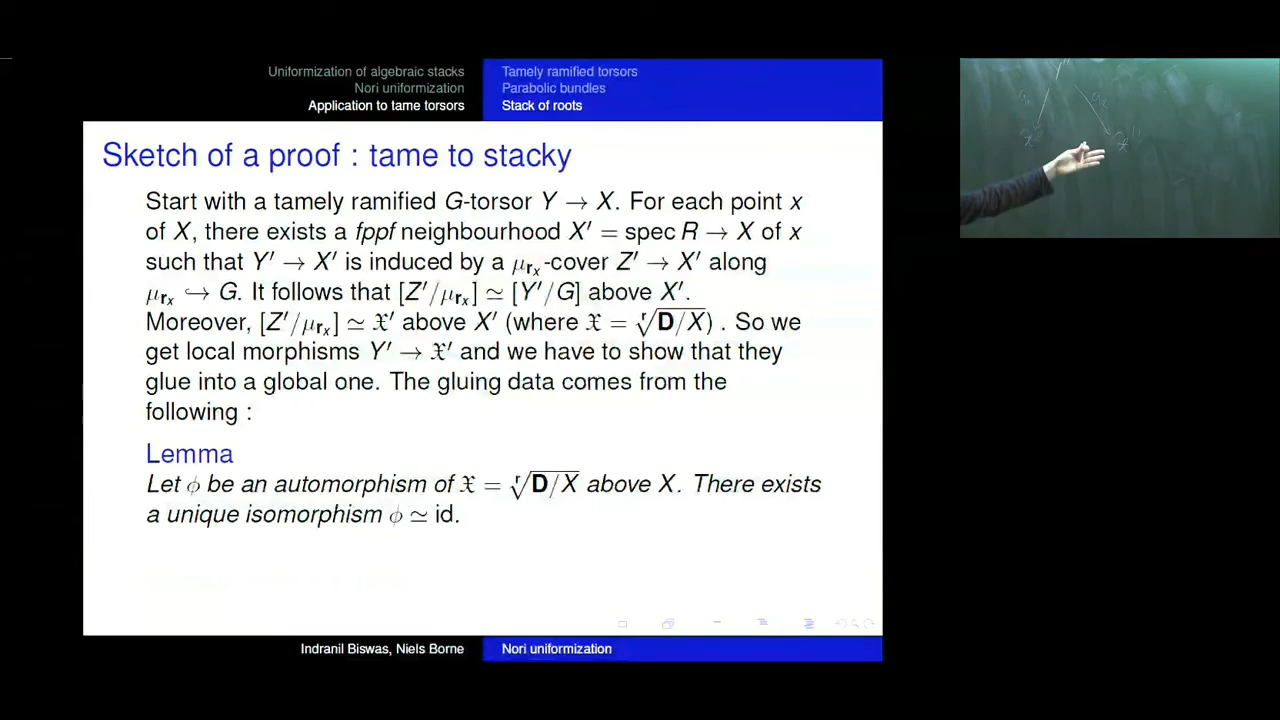 Uniformization of algebraic stacks
Nori uniformization
Application to tame torsors
Tamely ramified torsors
Parabolic bundles
Stack of roots
Sketch of a proof : tame to stacky
Start with a tamely ramified G-torsor Y → X. For each point x
of X, there exists a fppf neighbourhood X′ = spec R → X of x
such that Y′ → X′ is induced by a μ_{r_x}-cover Z′ → X′ along
μ_{r_x} ↪ G. It follows that [Z′/μ_{r_x}] ≃ [Y′/G] above X′.
Moreover, [Z′/μ_{r_x}] ≃ 𝔛′ above X′ (where 𝔛 = \sqrt[r]{D/X}) . So we
get local morphisms Y′ → 𝔛′ and we have to show that they
glue into a global one. The gluing data comes from the
following :
Lemma
Let ϕ be an automorphism of 𝔛 = \sqrt[r]{D/X} above X. There exists
a unique isomorphism ϕ ≃ id.
Indranil Biswas, Niels Borne
Nori uniformization